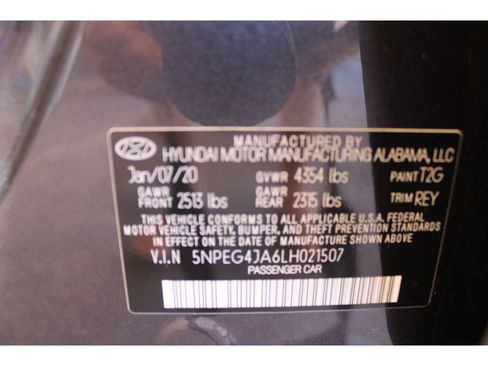 MANUFACTURED BY
HYUNDAI MOTOR MANUFACTURING ALABAMA, LLC
Jan/07/20 GVWR 4354 lbs PAINT T2G
GAWR FRONT 2513 lbs GAWR REAR 2315 lbs TRIM REY
THIS VEHICLE CONFORMS TO ALL APPLICABLE U.S.A. FEDERAL
MOTOR VEHICLE SAFETY, BUMPER, AND THEFT PREVENTION
STANDARDS IN EFFECT ON THE DATE OF MANUFACTURE SHOWN ABOVE.
V.I.N 5NPEG4JA6LH021507
PASSENGER CAR